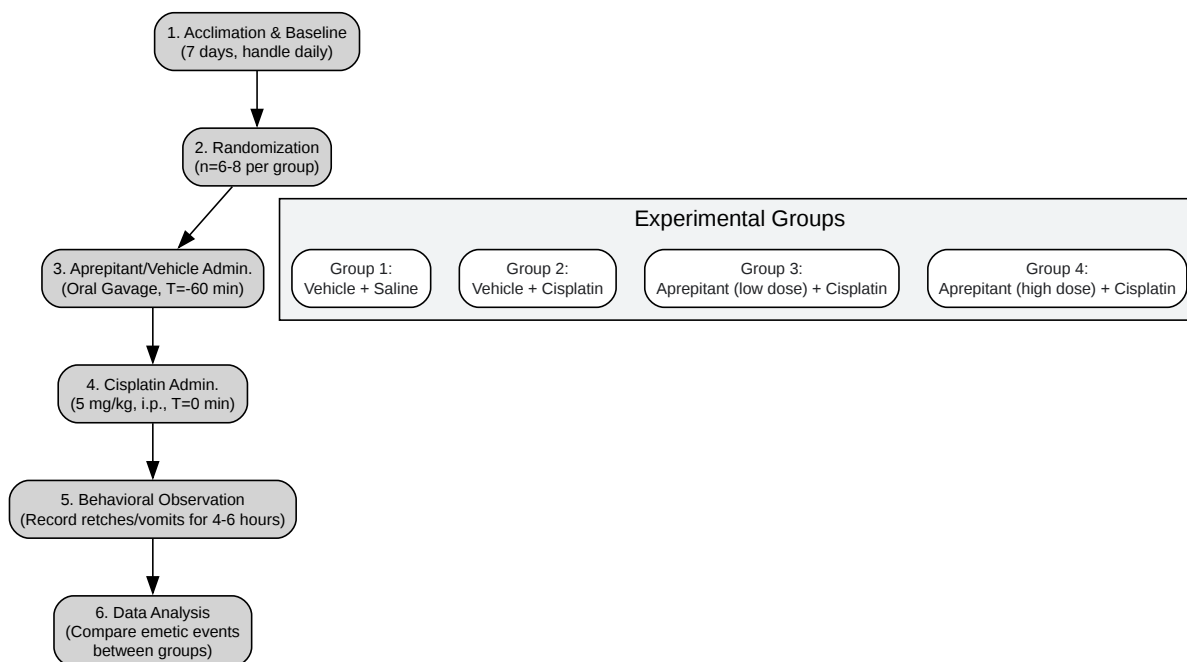 1. Acclimation & Baseline
(7 days, handle daily)
2. Randomization
(n=6-8 per group)
Experimental Groups
Group 1:
Vehicle + Saline
Group 2:
Vehicle + Cisplatin
Group 3:
Aprepitant (low dose) + Cisplatin
Group 4:
Aprepitant (high dose) + Cisplatin
3. Aprepitant/Vehicle Admin.
(Oral Gavage, T=-60 min)
4. Cisplatin Admin.
(5 mg/kg, i.p., T=0 min)
5. Behavioral Observation
(Record retches/vomits for 4-6 hours)
6. Data Analysis
(Compare emetic events
between groups)